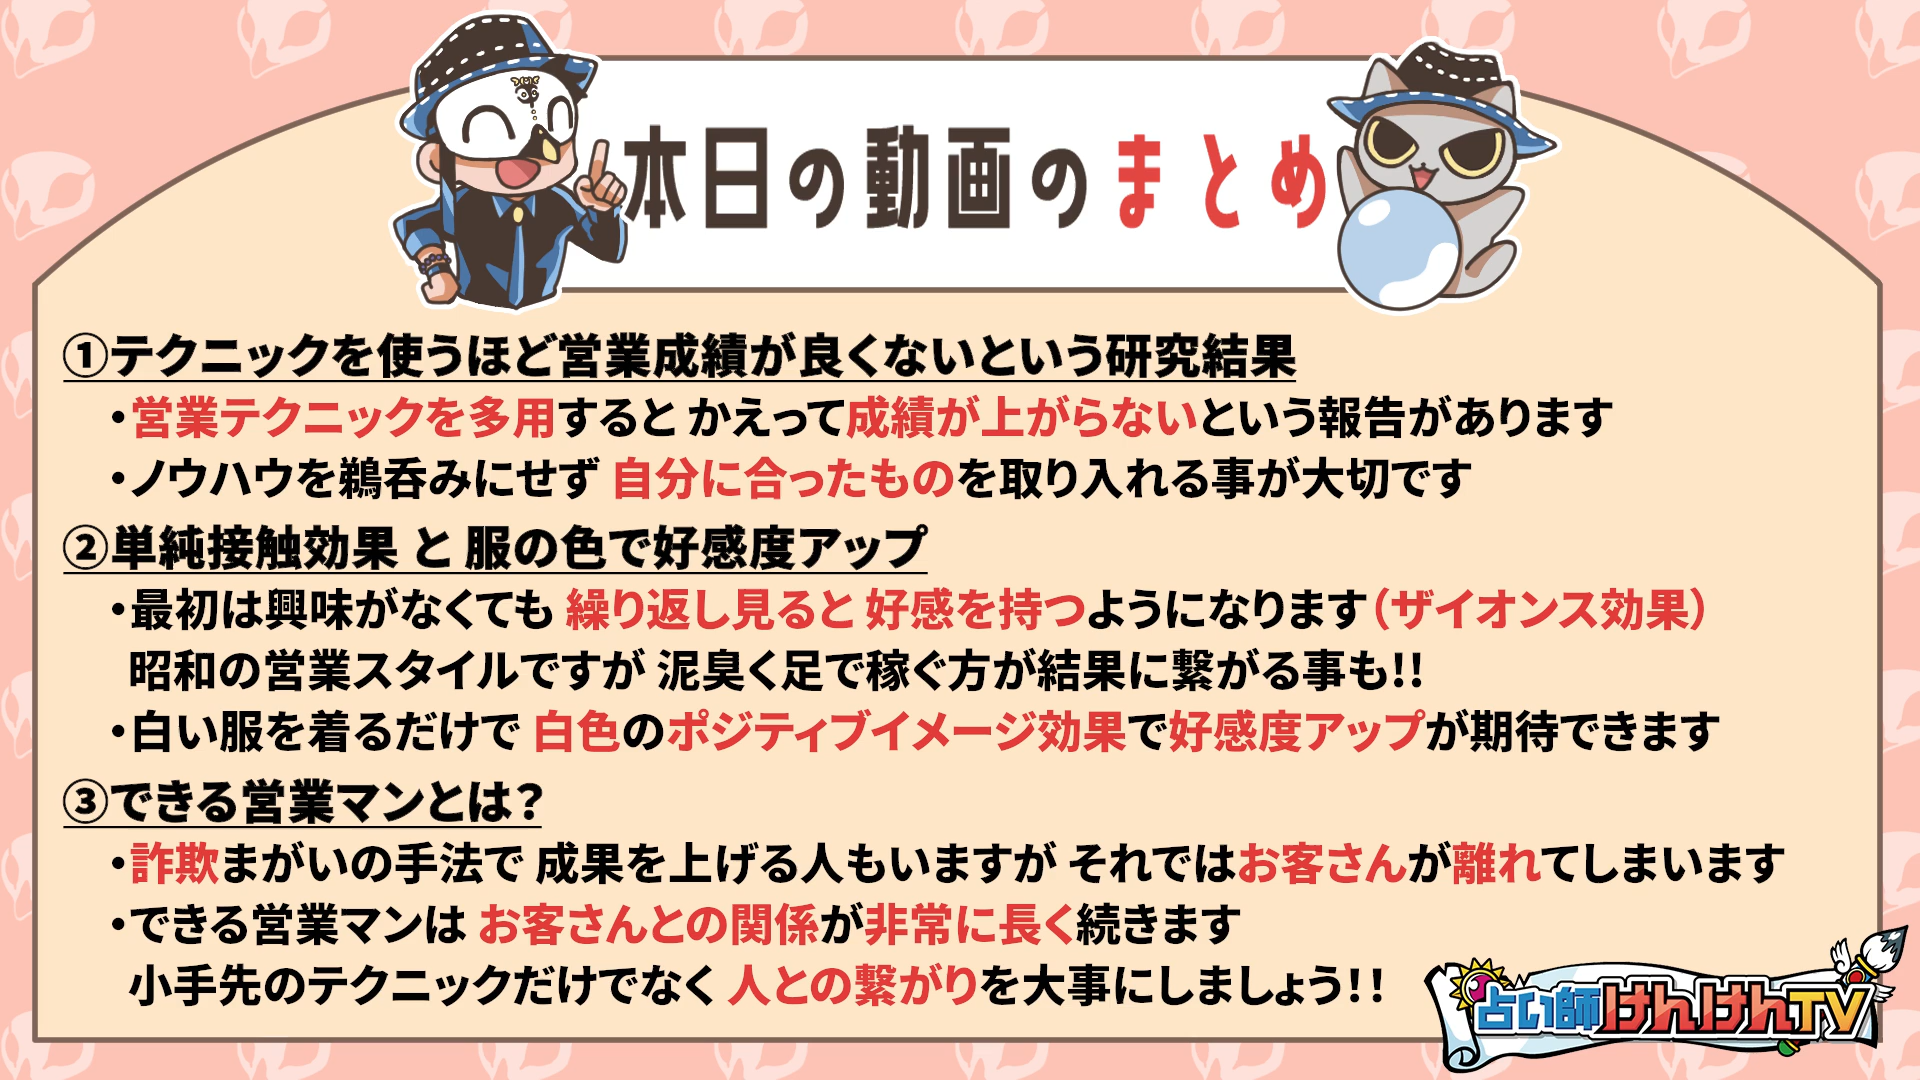 本日の動画のまとめ
①テクニックを使うほど営業成績が良くないという研究結果
・営業テクニックを多用すると かえって成績が上がらないという報告があります
・ノウハウを鵜呑みにせず 自分に合ったものを取り入れる事が大切です
②単純接触効果 と 服の色で好感度アップ
・最初は興味がなくても 繰り返し見ると 好感を持つようになります(ザイオンス効果)
昭和の営業スタイルですが 泥臭く足で稼ぐ方が結果に繋がる事も!!
・白い服を着るだけで 白色のポジティブイメージ効果で好感度アップが期待できます
③できる営業マンとは?
・詐欺まがいの手法で 成果を上げる人もいますが それではお客さんが離れてしまいます
・できる営業マンは お客さんとの関係が非常に長く続きます
小手先のテクニックだけでなく 人との繋がりを大事にしましょう!!
占い師けんけんTV